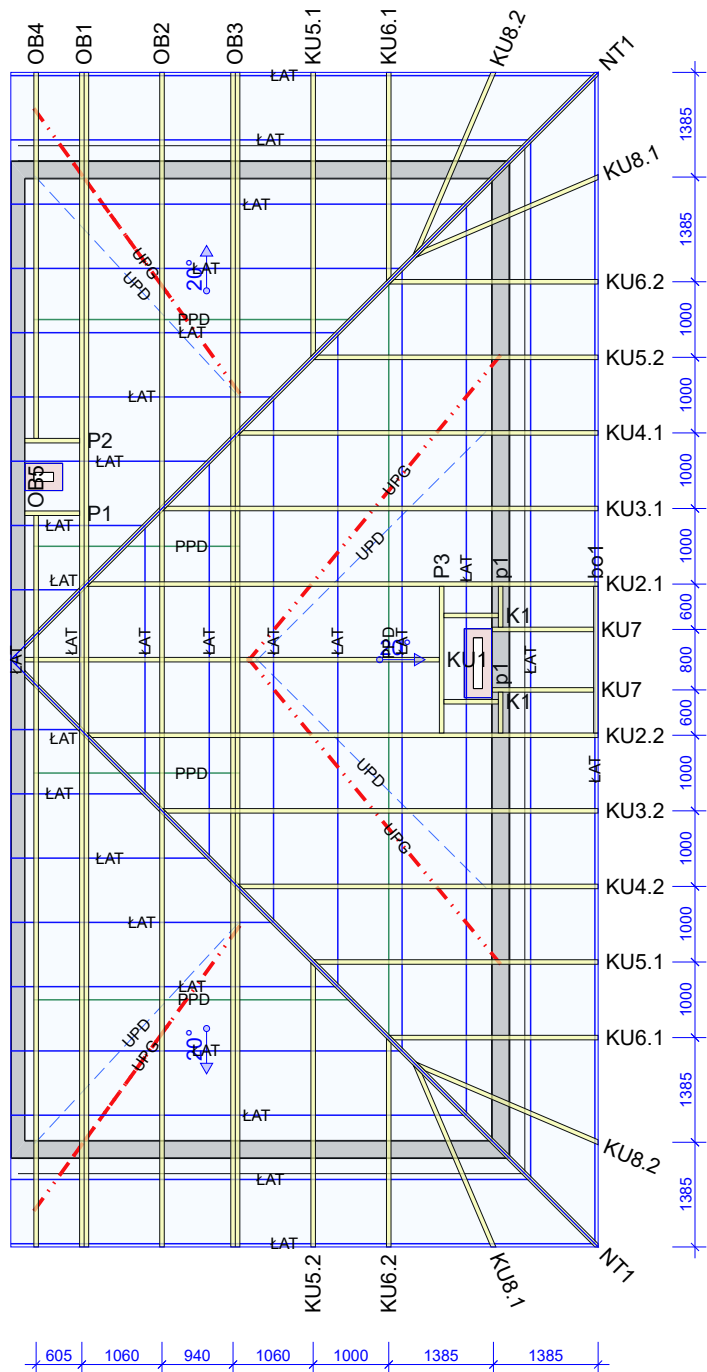 OB4 OB1 OB2 OB3 KU5.1 KU6.1 KU8.2 NT1
ŁAT
1385
ŁAT
KU8.1
ŁAT
1385
UPG
20°
ŁAT
UPD
KU6.2
PPD
ŁAT
1000
KU5.2
ŁAT
1000
P2
KU4.1
ŁAT
UPG
1000
OB5
P1
KU3.1
ŁAT
PPD
UPD
1000
ŁAT
P3
ŁAT
p1
bo1
KU2.1
K1
600
KU7
ŁAT
ŁAT
ŁAT
ŁAT
ŁAT
PPD
20°
ŁAT
KU1
ŁAT
800
p1
KU7
K1
600
ŁAT
KU2.2
PPD
UPD
ŁAT
1000
ŁAT
KU3.2
UPG
1000
ŁAT
KU4.2
ŁAT
1000
KU5.1
ŁAT
PPD
1000
UPD
UPG
20°
ŁAT
KU6.1
ŁAT
1385
KU8.2
ŁAT
1385
ŁAT
KU5.2 KU6.2 KU8.1 NT1
605 1060 940 1060 1000 1385 1385